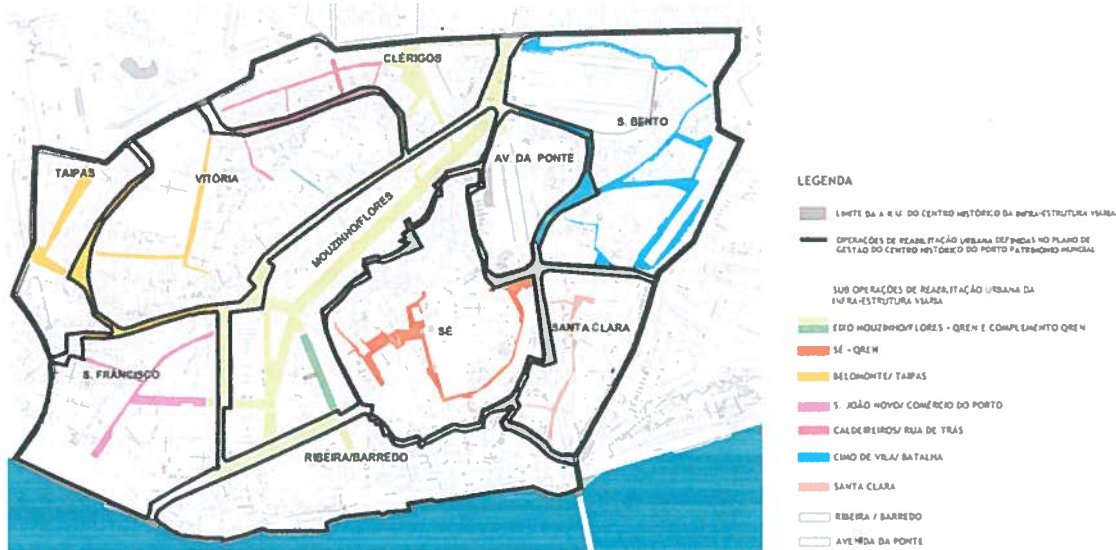 CLÉRIGOS
S. BENTO
TAIPAS
VITÓRIA
AV. DA PONTE
MOUZINHO/FLORES
SÉ
SANTA CLARA
S. FRANCISCO
RIBEIRA/BARREDO
LEGENDA
LIMITE DA A R U DO CENTRO HISTÓRICO DA INFRA-ESTRUTURA VIÁRIA
OPERAÇÕES DE REABILITAÇÃO URBANA DEFINIDAS NO PLANO DE
GESTÃO DO CENTRO HISTÓRICO DO PORTO PATRIMÓNIO MUNDIAL
SUB OPERAÇÕES DE REABILITAÇÃO URBANA DA
INFRA-ESTRUTURA VIÁRIA
EIXO MOUZINHO/FLORES - QREN E COMPLEMENTO QREN
SÉ - QREN
BELOMONTE/ TAIPAS
S. JOÃO NOVO/ COMÉRCIO DO PORTO
CALDEIREIROS/ RUA DE TRÁS
CIMO DE VILA/ BATALHA
SANTA CLARA
RIBEIRA / BARREDO
AVENIDA DA PONTE